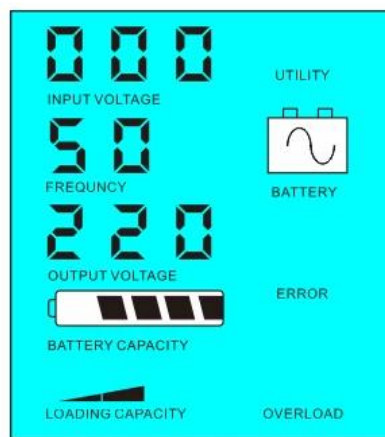 000
UTILITY
INPUT VOLTAGE
50
FREQUNCY
BATTERY
220
OUTPUT VOLTAGE
ERROR
BATTERY CAPACITY
LOADING CAPACITY OVERLOAD